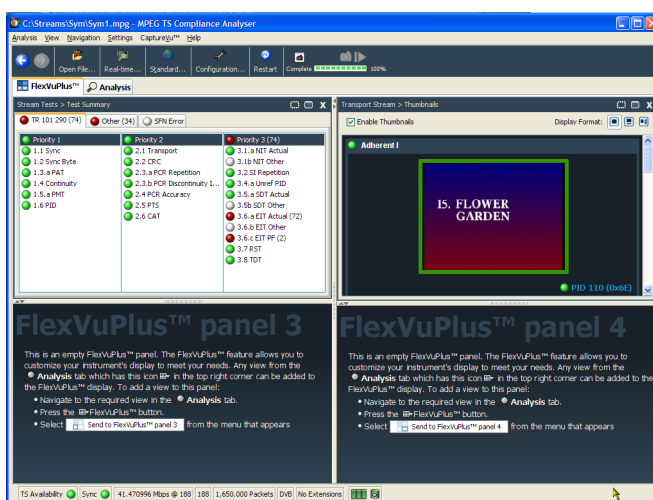 C:\Streams\Sym\Sym1.mpg - MPEG TS Compliance Analyser
Analysis View Navigation Settings CaptureVu™ Help
Open File... Real-time... Standard... Configuration... Restart Complete 100%
FlexVuPlus™ Analysis
Stream Tests > Test Summary
TR 101 290 (74) Other (34) SFN Error
Priority 1
1.1 Sync
1.2 Sync Byte
1.3.a PAT
1.4 Continuity
1.5.a PMT
1.6 PID
Priority 2
2.1 Transport
2.2 CRC
2.3.a PCR Repetition
2.3.b PCR Discontinuity I...
2.4 PCR Accuracy
2.5 PTS
2.6 CAT
Priority 3 (74)
3.1.a NIT Actual
3.1b NIT Other
3.2 SI Repetition
3.4.a Unref PID
3.5.a SDT Actual
3.5b SDT Other
3.6.a EIT Actual (72)
3.6.b EIT Other
3.6.c EIT PF (2)
3.7 RST
3.8 TDT
Transport Stream > Thumbnails
Enable Thumbnails Display Format:
Adherent I
15. FLOWER
GARDEN
PID 110 (0x6E)
FlexVuPlus™ panel 3
This is an empty FlexVuPlus™ panel. The FlexVuPlus™ feature allows you to
customize your instrument's display to meet your needs. Any view from the
Analysis tab which has this icon in the top right corner can be added to
the FlexVuPlus™ display. To add a view to this panel:
• Navigate to the required view in the Analysis tab.
• Press the FlexVuPlus™ button.
• Select Send to FlexVuPlus™ panel 3 from the menu that appears
FlexVuPlus™ panel 4
This is an empty FlexVuPlus™ panel. The FlexVuPlus™ feature allows you to
customize your instrument's display to meet your needs. Any view from the
Analysis tab which has this icon in the top right corner can be added to the
FlexVuPlus™ display. To add a view to this panel:
• Navigate to the required view in the Analysis tab.
• Press the FlexVuPlus™ button.
• Select Send to FlexVuPlus™ panel 4 from the menu that appears
TS Availability Sync 41.470996 Mbps @ 188 188 1,650,000 Packets DVB No Extensions